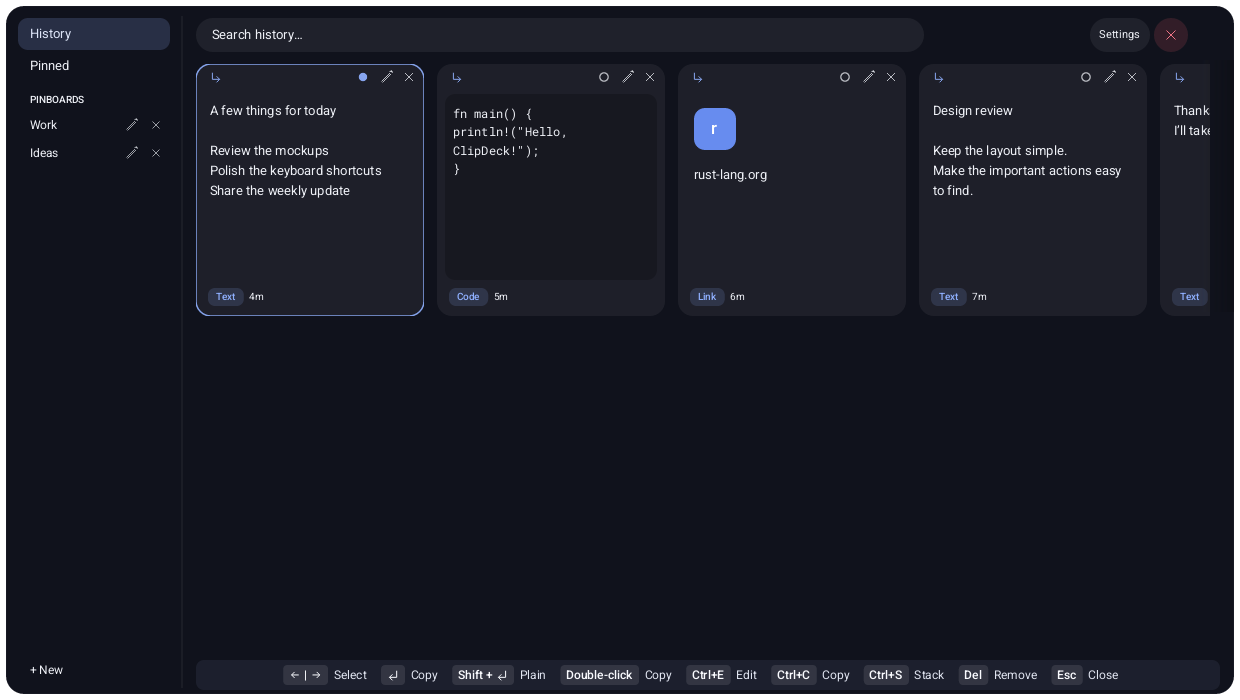 History
Pinned
PINBOARDS
Work
Ideas
+ New
Search history...
Settings
A few things for today
Review the mockups
Polish the keyboard shortcuts
Share the weekly update
Text 4m
fn main() {
println!("Hello,
ClipDeck!");
}
Code 5m
r
rust-lang.org
Link 6m
Design review
Keep the layout simple.
Make the important actions easy
to find.
Text 7m
Thank
I'll take
Text
← | → Select ↵ Copy Shift + ↵ Plain Double-click Copy Ctrl+E Edit Ctrl+C Copy Ctrl+S Stack Del Remove Esc Close